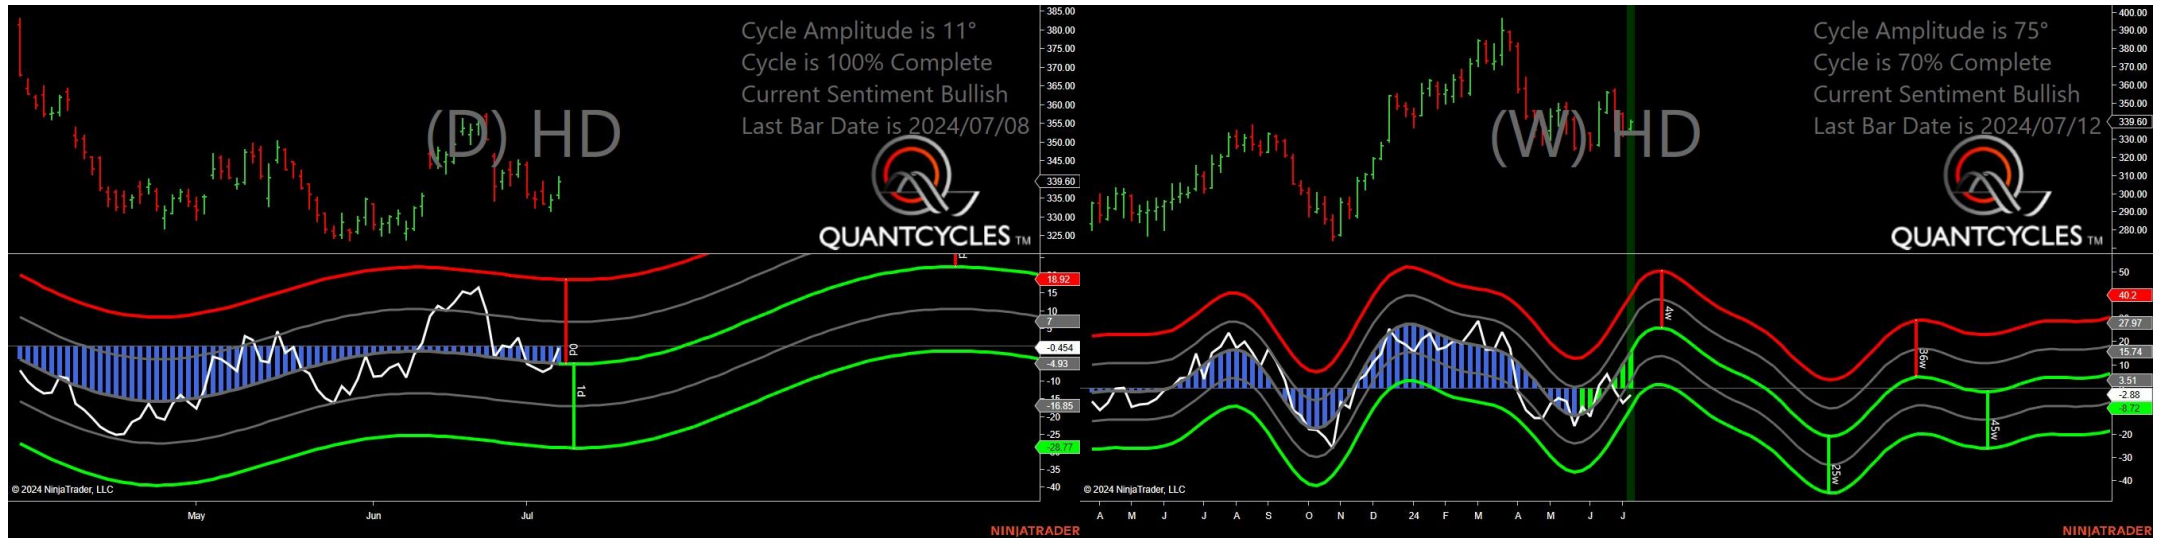 Cycle Amplitude is 11°
Cycle is 100% Complete
Current Sentiment Bullish
Last Bar Date is 2024/07/08
(D) HD
QUANTCYCLES TM
385.00
380.00
375.00
370.00
365.00
360.00
355.00
350.00
345.00
339.60
335.00
330.00
325.00
18.92
15
10
7
5
-0.454
-4.93
-10
-15
-16.85
-20
-25
-28.77
-35
-40
0d
1d
© 2024 NinjaTrader, LLC
May
Jun
Jul
NINJATRADER
Cycle Amplitude is 75°
Cycle is 70% Complete
Current Sentiment Bullish
Last Bar Date is 2024/07/12
(W) HD
QUANTCYCLES TM
400.00
390.00
380.00
370.00
360.00
350.00
339.60
330.00
320.00
310.00
300.00
290.00
280.00
50
40.2
27.97
20
15.74
10
3.51
-2.88
-8.72
-20
-30
-40
4w
36w
25w
45w
© 2024 NinjaTrader, LLC
A M J J A S O N D 24 F M A M J J
NINJATRADER